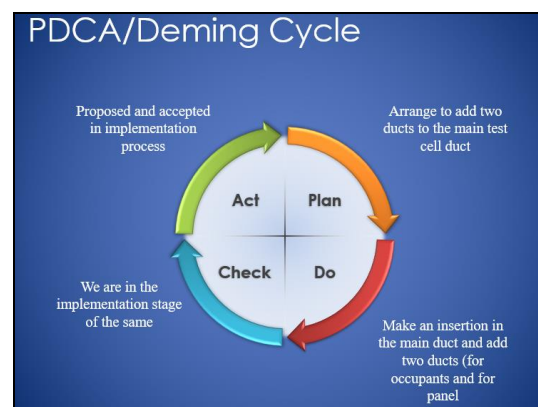 PDCA/Deming Cycle
Proposed and accepted
in implementation
process
Arrange to add two
ducts to the main test
cell duct
Act
Plan
Check
Do
We are in the
implementation stage
of the same
Make an insertion in
the main duct and add
two ducts (for
occupants and for
panel